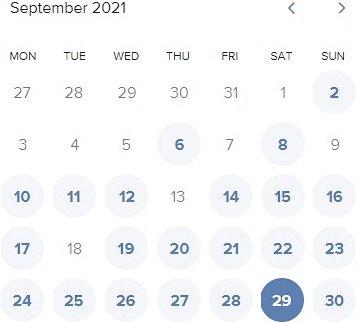 September 2021
MON TUE WED THU FRI SAT SUN
27 28 29 30 31 1 2
3 4 5 6 7 8 9
10 11 12 13 14 15 16
17 18 19 20 21 22 23
24 25 26 27 28 29 30